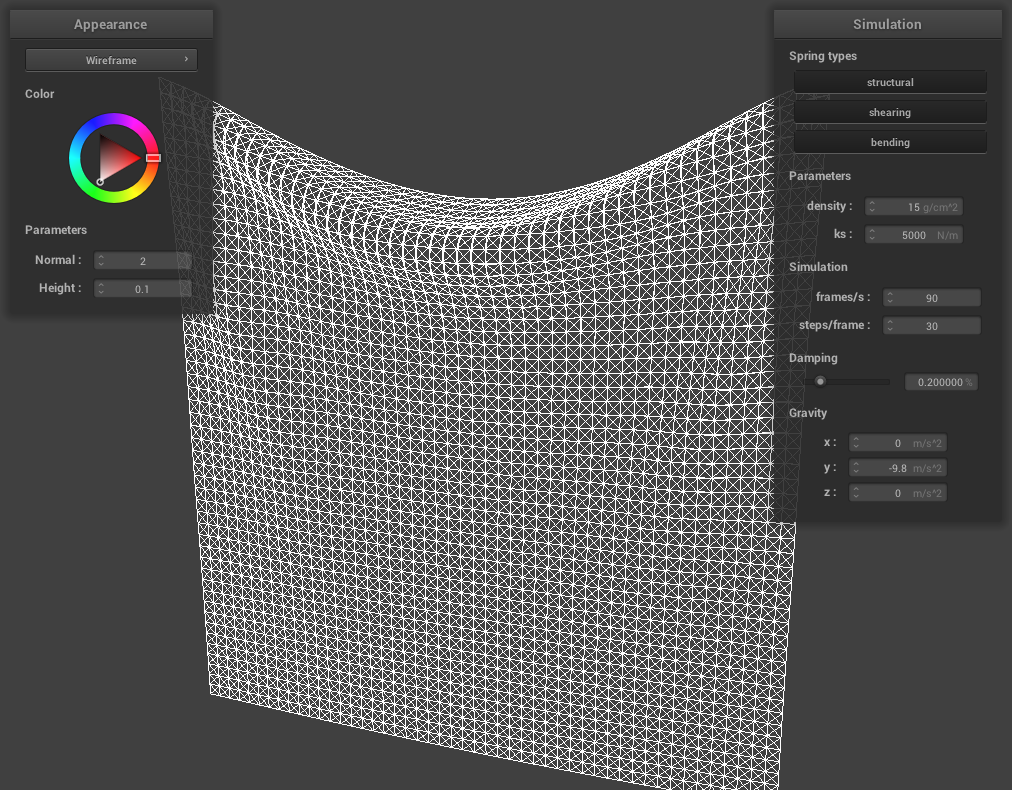 Appearance
Wireframe
Color
Parameters
Normal : 2
Height : 0.1
Simulation
Spring types
structural
shearing
bending
Parameters
density : 15 g/cm^2
ks : 5000 N/m
Simulation
frames/s : 90
steps/frame : 30
Damping
0.200000 %
Gravity
x : 0 m/s^2
y : -9.8 m/s^2
z : 0 m/s^2